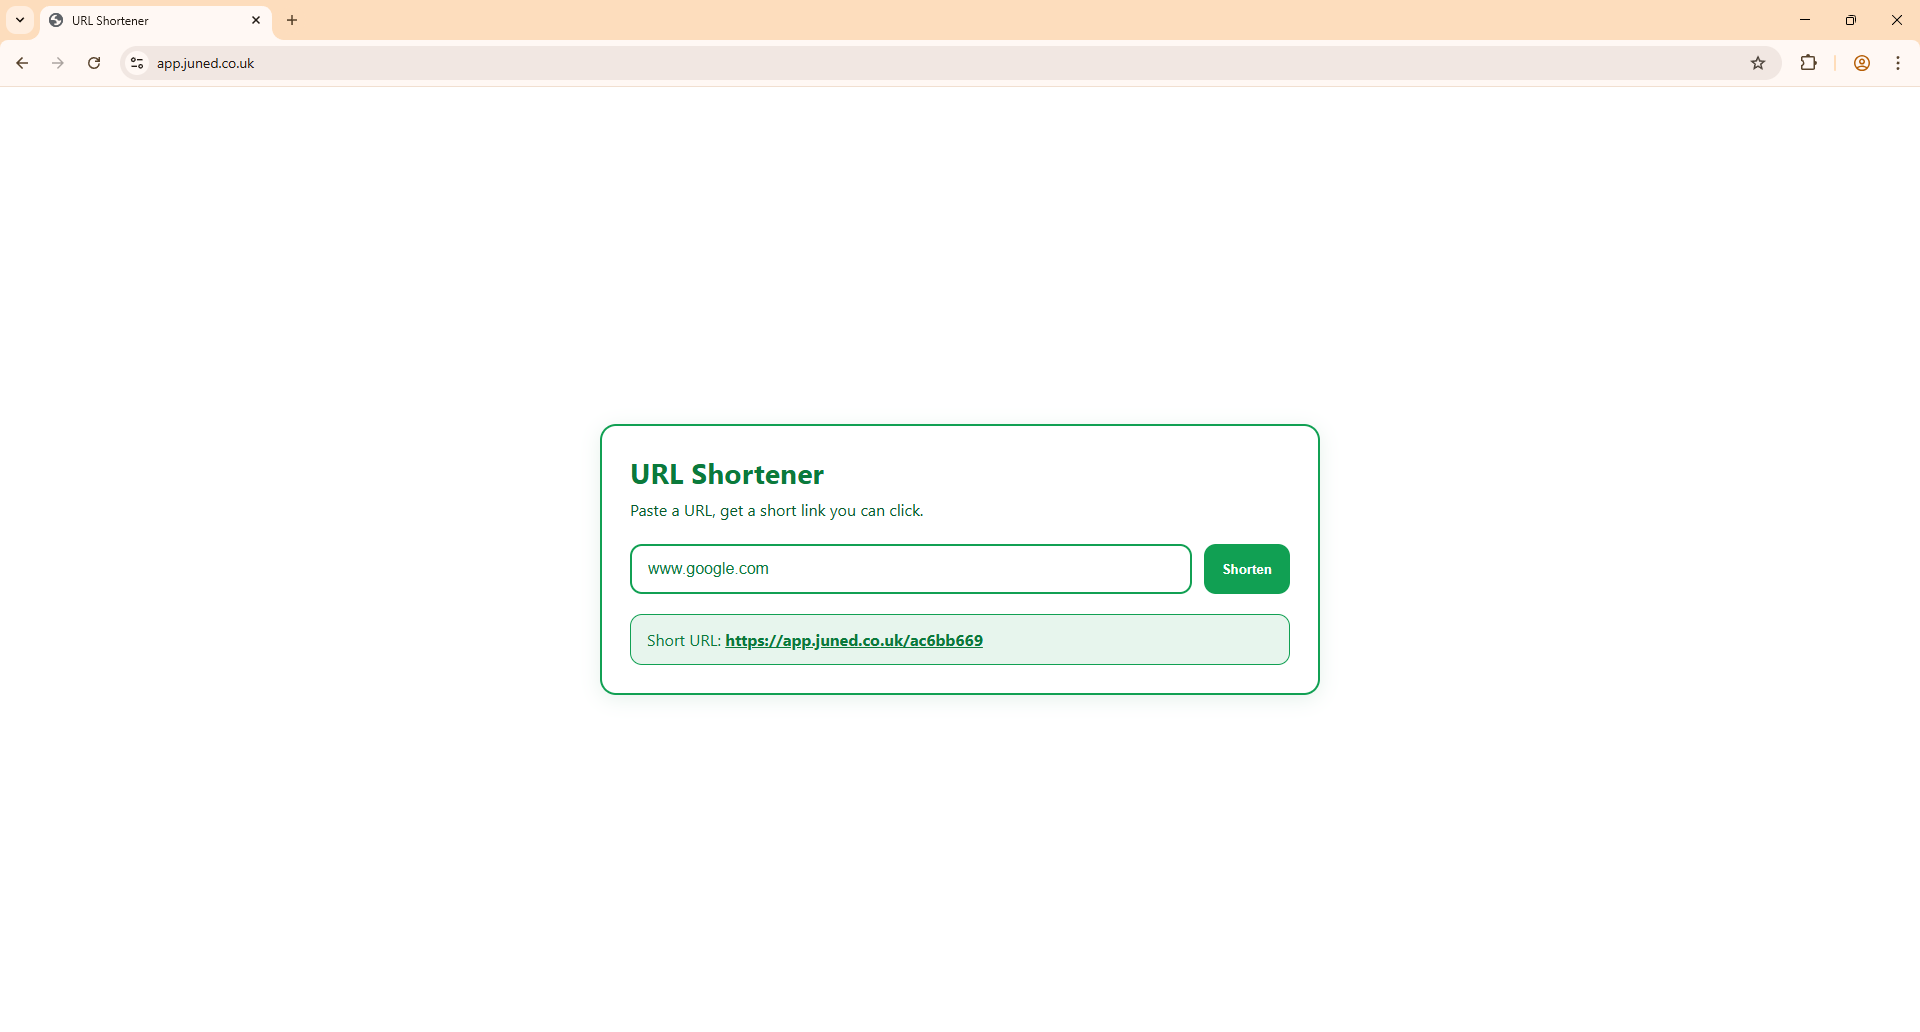 URL Shortener
app.juned.co.uk
URL Shortener
Paste a URL, get a short link you can click.
www.google.com
Shorten
Short URL: https://app.juned.co.uk/ac6bb669